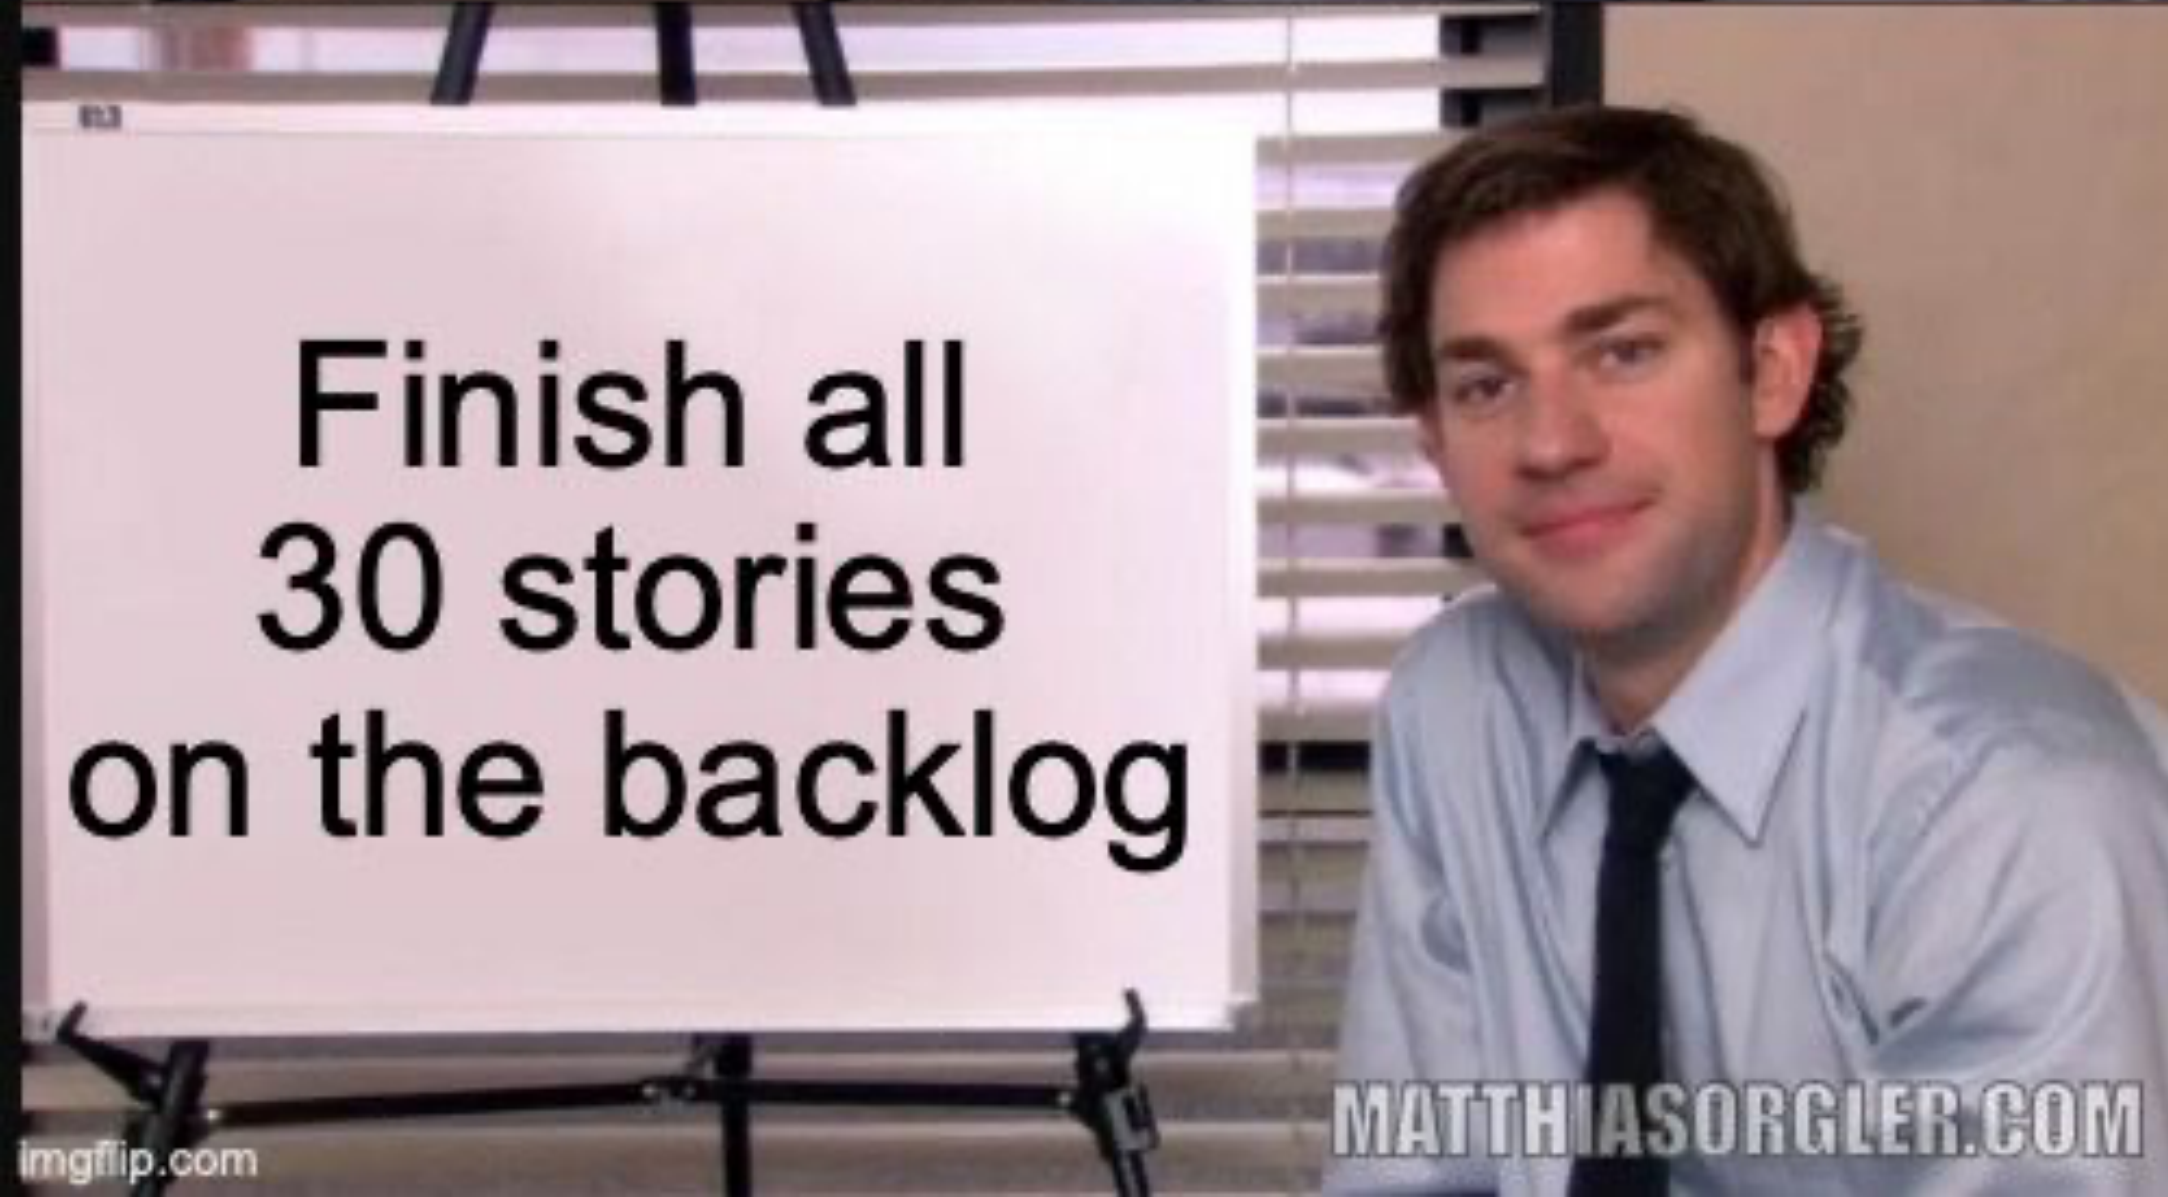 Finish all
30 stories
on the backlog
MATTHIASORGLER.COM
imgflip.com